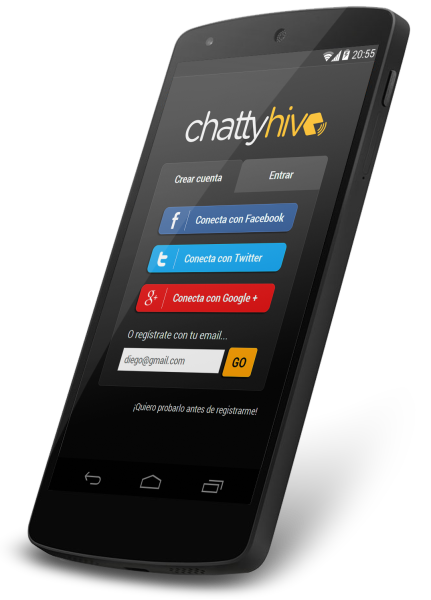 20:55
chattyhive
Crear cuenta
Entrar
f Conecta con Facebook
Conecta con Twitter
g+ Conecta con Google +
O regístrate con tu email...
diego@gmail.com
GO
¡Quiero probarlo antes de registrarme!